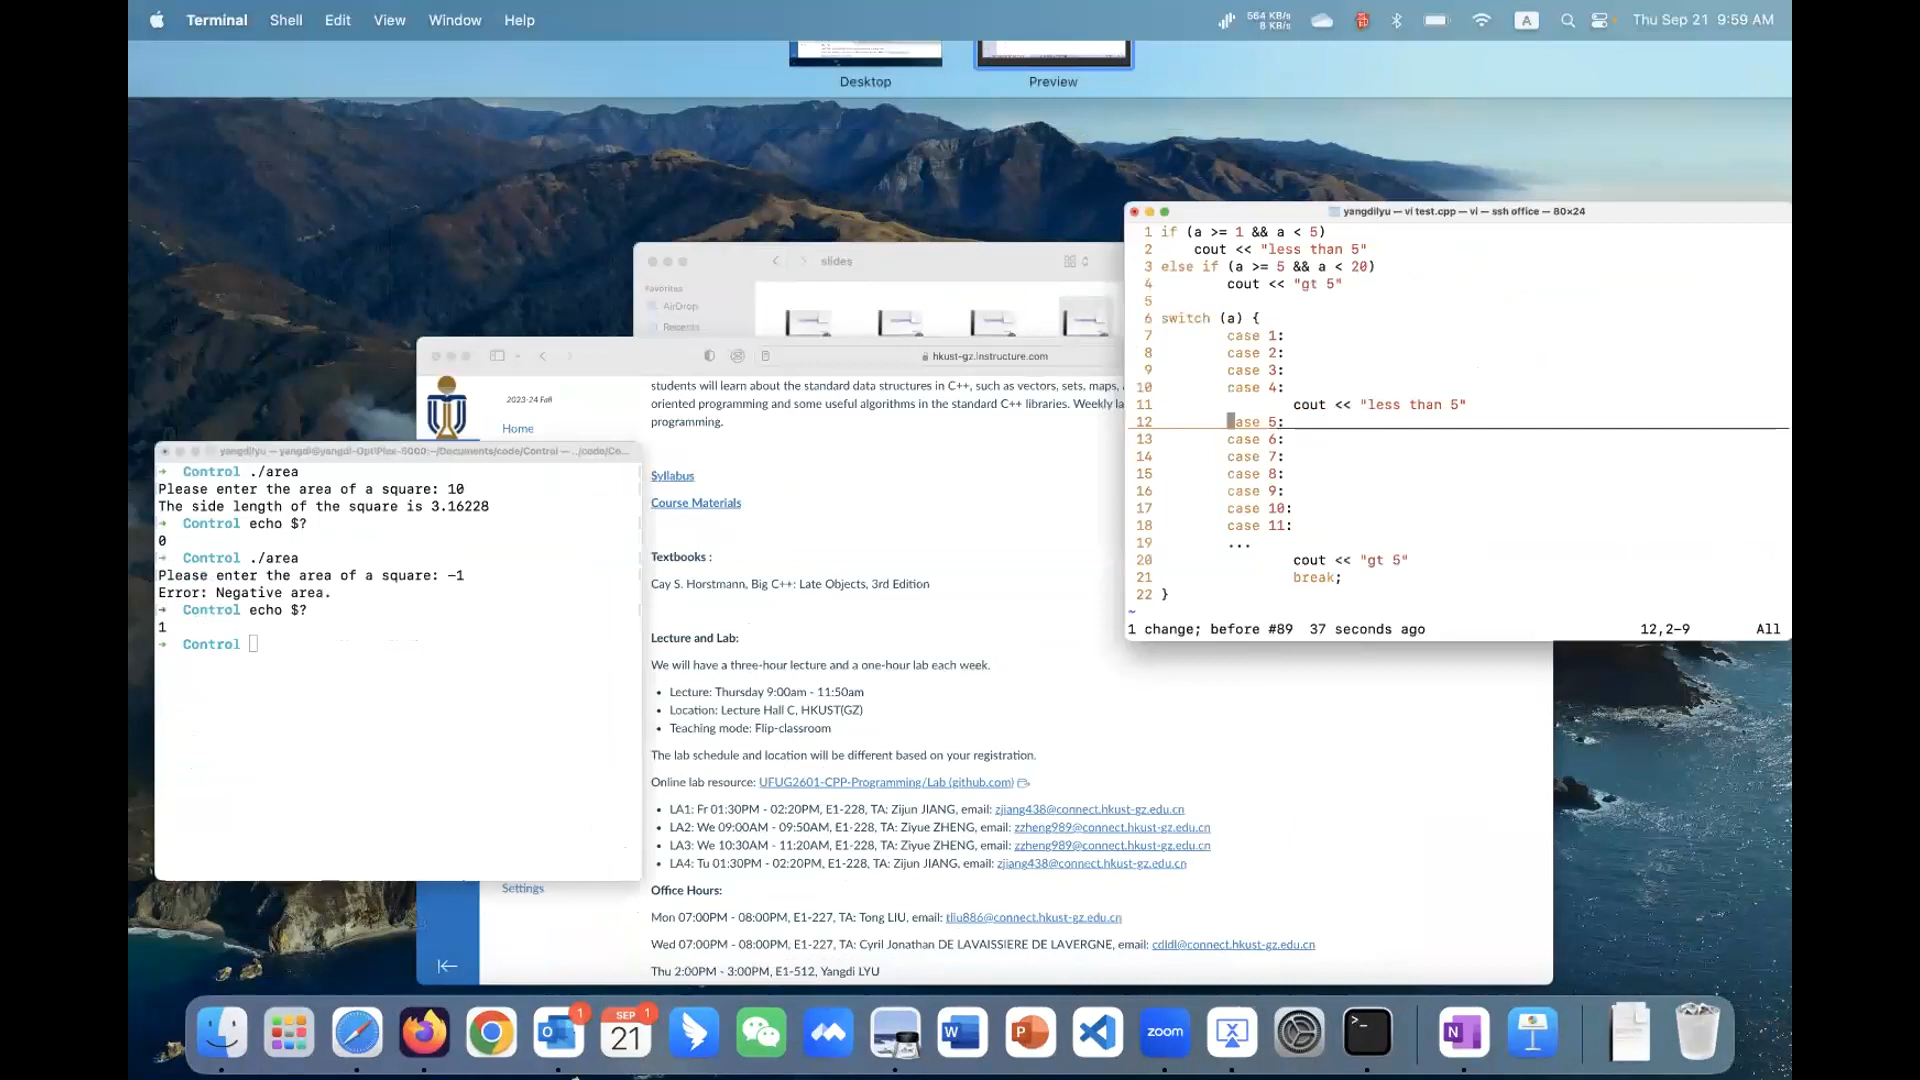 Terminal Shell Edit View Window Help
564 KB/s
8 KB/s
A
Thu Sep 21 9:59 AM
Desktop
Preview
slides
Favorites
AirDrop
Recents
hkust-gz.instructure.com
2023-24 Fall
Home
Settings
students will learn about the standard data structures in C++, such as vectors, sets, maps,
oriented programming and some useful algorithms in the standard C++ libraries. Weekly
programming.
Syllabus
Course Materials
Textbooks :
Cay S. Horstmann, Big C++: Late Objects, 3rd Edition
Lecture and Lab:
We will have a three-hour lecture and a one-hour lab each week.
• Lecture: Thursday 9:00am - 11:50am
• Location: Lecture Hall C, HKUST(GZ)
• Teaching mode: Flip-classroom
The lab schedule and location will be different based on your registration.
Online lab resource: UFUG2601-CPP-Programming/Lab (github.com)
• LA1: Fr 01:30PM - 02:20PM, E1-228, TA: Zijun JIANG, email: zjiang438@connect.hkust-gz.edu.cn
• LA2: We 09:00AM - 09:50AM, E1-228, TA: Ziyue ZHENG, email: zzheng989@connect.hkust-gz.edu.cn
• LA3: We 10:30AM - 11:20AM, E1-228, TA: Ziyue ZHENG, email: zzheng989@connect.hkust-gz.edu.cn
• LA4: Tu 01:30PM - 02:20PM, E1-228, TA: Zijun JIANG, email: zjiang438@connect.hkust-gz.edu.cn
Office Hours:
Mon 07:00PM - 08:00PM, E1-227, TA: Tong LIU, email: tliu886@connect.hkust-gz.edu.cn
Wed 07:00PM - 08:00PM, E1-227, TA: Cyril Jonathan DE LAVAISSIERE DE LAVERGNE, email: cdldl@connect.hkust-gz.edu.cn
Thu 2:00PM - 3:00PM, E1-512, Yangdi LYU
yangdilyu — yangdi@yangdi-OptiPlex-5000:~/Documents/code/Control — ../code/Co...
→ Control ./area
Please enter the area of a square: 10
The side length of the square is 3.16228
→ Control echo $?
0
→ Control ./area
Please enter the area of a square: -1
Error: Negative area.
→ Control echo $?
1
→ Control
yangdilyu — vi test.cpp — vi — ssh office — 80×24
1 if (a >= 1 && a < 5)
2 cout << "less than 5"
3 else if (a >= 5 && a < 20)
4 cout << "gt 5"
5
6 switch (a) {
7 case 1:
8 case 2:
9 case 3:
10 case 4:
11 cout << "less than 5"
12 ase 5:
13 case 6:
14 case 7:
15 case 8:
16 case 9:
17 case 10:
18 case 11:
19 ...
20 cout << "gt 5"
21 break;
22 }
~
1 change; before #89 37 seconds ago 12,2-9 All
1
SEP 1
21
W
P
zoom
X
>_
N